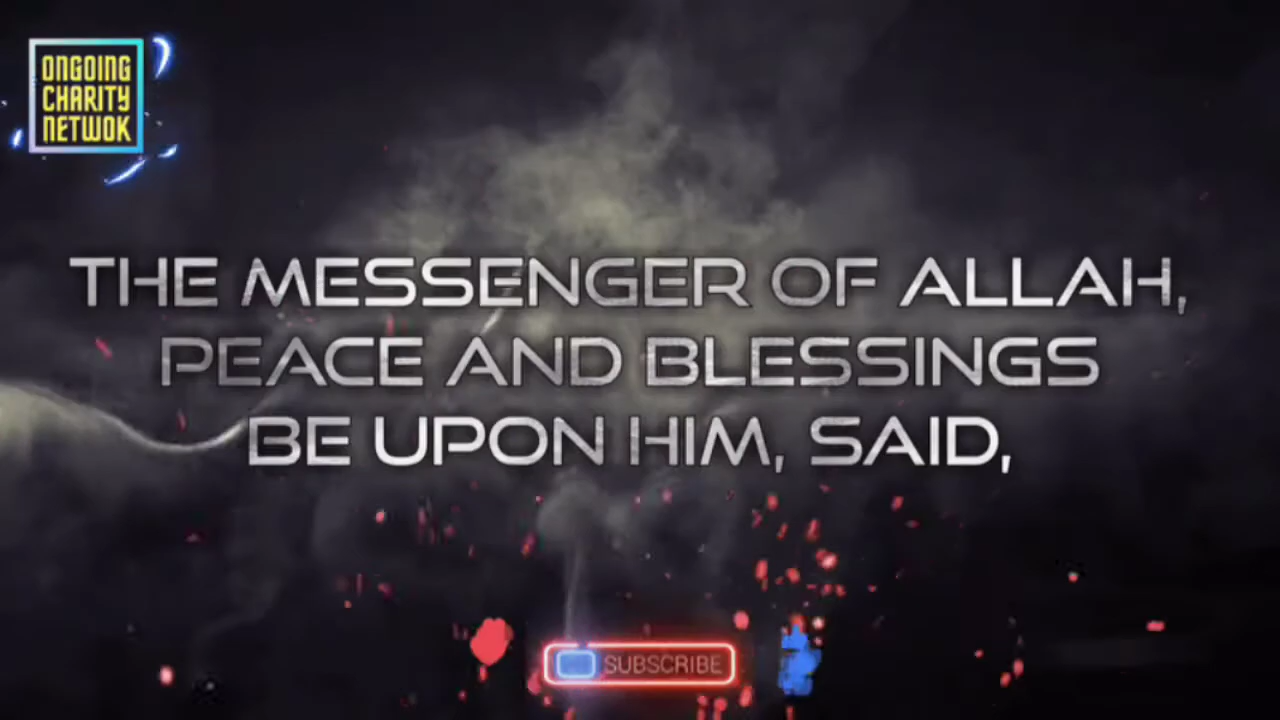 ONGOING
CHARITY
NETWOK
THE MESSENGER OF ALLAH,
PEACE AND BLESSINGS
BE UPON HIM, SAID,
SUBSCRIBE